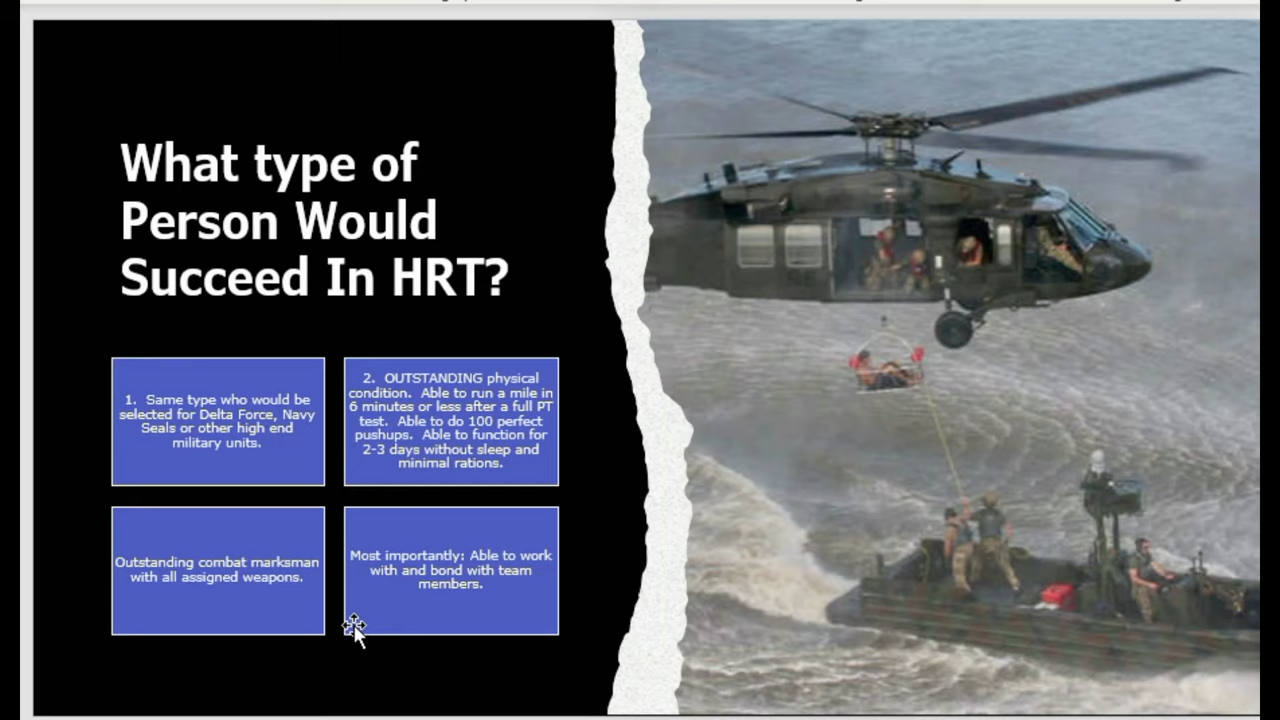 What type of
Person Would
Succeed In HRT?
1. Same type who would be
selected for Delta Force, Navy
Seals or other high end
military units.
2. OUTSTANDING physical
condition. Able to run a mile in
6 minutes or less after a full PT
test. Able to do 100 perfect
pushups. Able to function for
2-3 days without sleep and
minimal rations.
Outstanding combat marksman
with all assigned weapons.
Most importantly: Able to work
with and bond with team
members.